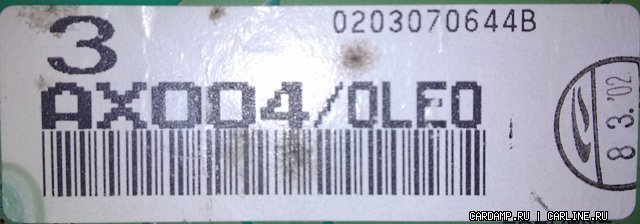 3
0203070644B
AX004/0LE0
8 3. '02
CARDAMP.RU | CARLINE.RU